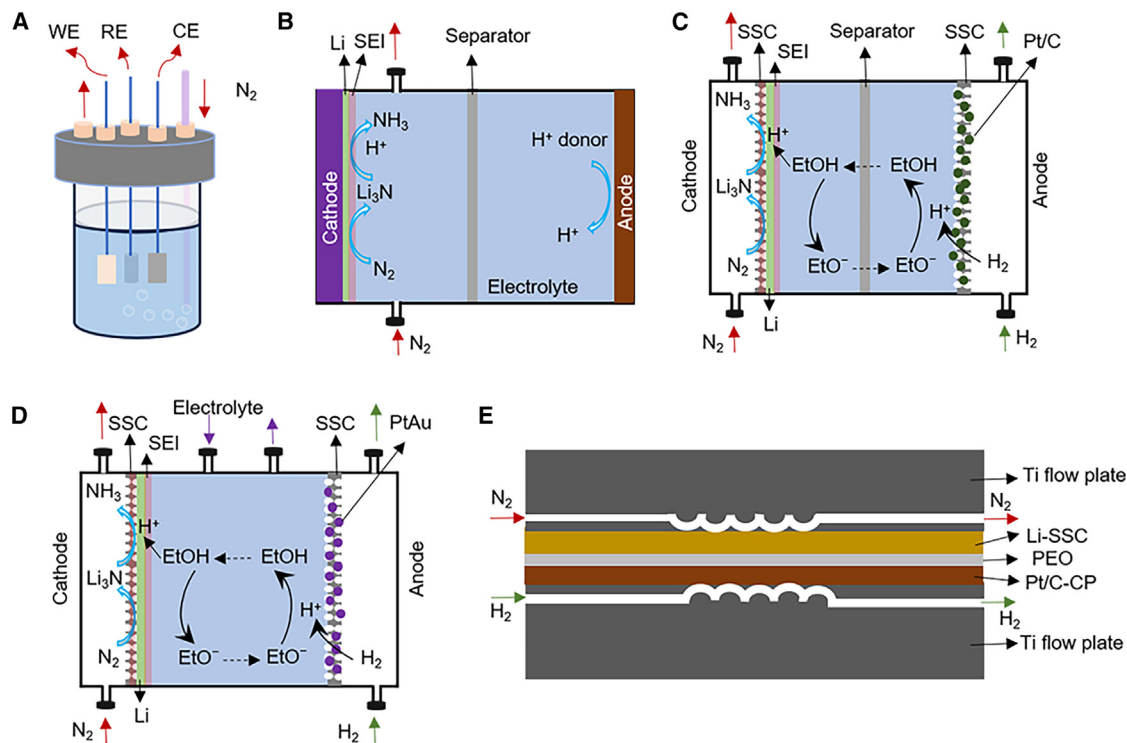 A
WE
RE
CE
N₂
B
Li
SEI
Separator
Cathode
NH₃
H⁺
Li₃N
N₂
H⁺ donor
H⁺
Anode
Electrolyte
N₂
C
SSC
SEI
Separator
SSC
Pt/C
Cathode
NH₃
H⁺
Li₃N
N₂
EtOH
EtOH
EtO⁻
EtO⁻
H⁺
H₂
Anode
Li
N₂
H₂
D
SSC
SEI
Electrolyte
SSC
PtAu
Cathode
NH₃
H⁺
Li₃N
N₂
EtOH
EtOH
EtO⁻
EtO⁻
H⁺
H₂
Anode
Li
N₂
H₂
E
Ti flow plate
N₂
N₂
Li-SSC
PEO
Pt/C-CP
H₂
H₂
Ti flow plate